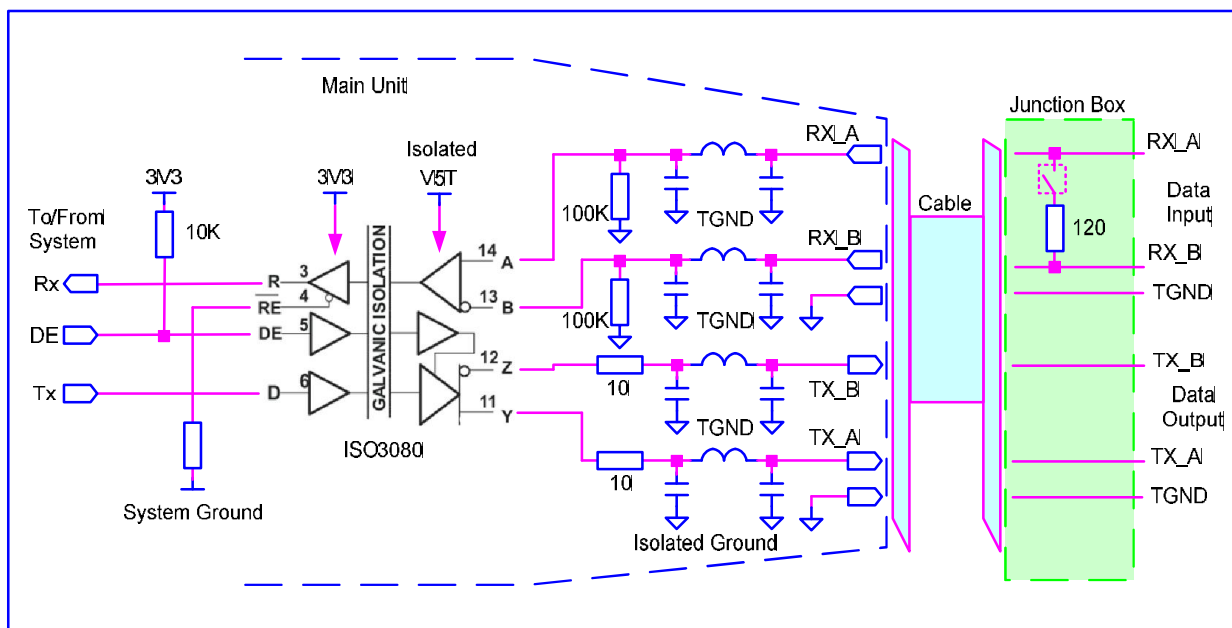 Main Unit
Junction Box
3V3
3V3
Isolated
V5T
RX_A
RX_A
To/From
System
10K
100K
TGND
Cable
Data
Input
120
RX_B
RX_B
Rx
R
3
4
RE
14
A
13
B
TGND
DE
DE
5
100K
TGND
GALVANIC ISOLATION
12
Z
10
TX_B
TX_B
Tx
D
6
11
Y
TGND
Data
Output
ISO3080
TX_A
TX_A
10
TGND
System Ground
Isolated Ground